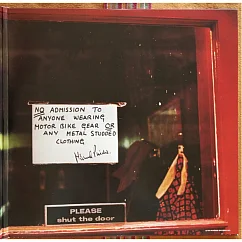 NO ADMISSION TO
ANYONE WEARING
MOTOR BIKE GEAR OR
ANY METAL STUDDED
CLOTHING
PLEASE
shut the door